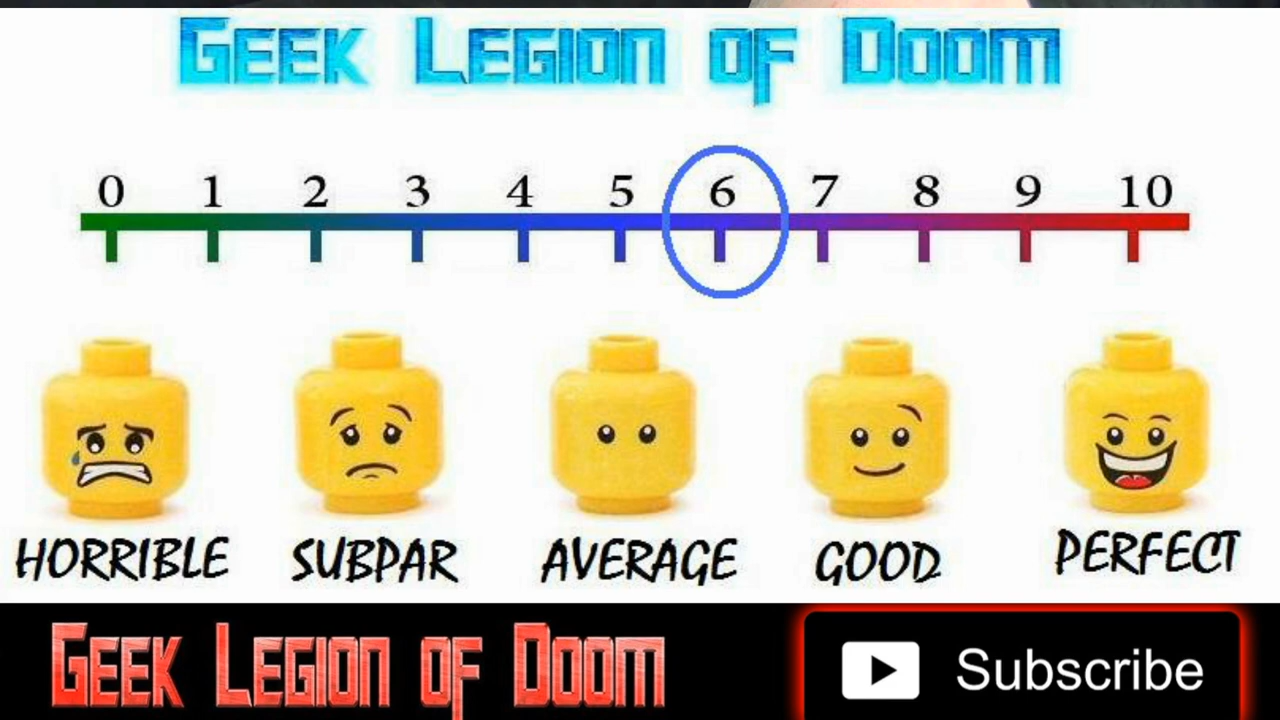 GEEK LEGION OF DOOM
0 1 2 3 4 5 6 7 8 9 10
HORRIBLE SUBPAR AVERAGE GOOD PERFECT
GEEK LEGION OF DOOM
Subscribe